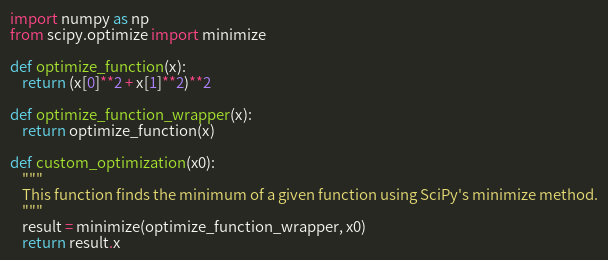 import numpy as np
from scipy.optimize import minimize

def optimize_function(x):
    return (x[0]**2 + x[1]**2)**2

def optimize_function_wrapper(x):
    return optimize_function(x)

def custom_optimization(x0):
    """
    This function finds the minimum of a given function using SciPy's minimize method.
    """
    result = minimize(optimize_function_wrapper, x0)
    return result.x